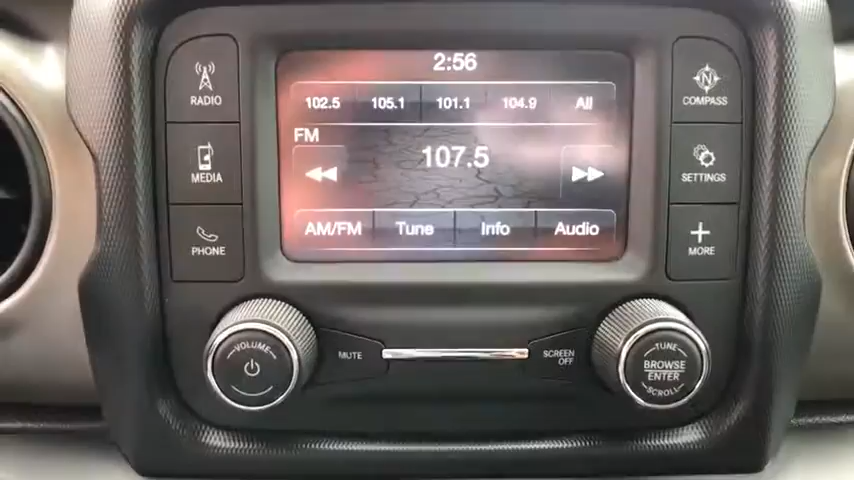 2:56
RADIO
COMPASS
102.5 105.1 101.1 104.9 All
FM
107.5
MEDIA
SETTINGS
AM/FM Tune Info Audio
PHONE
MORE
VOLUME
MUTE
SCREEN
OFF
TUNE
BROWSE
ENTER
SCROLL